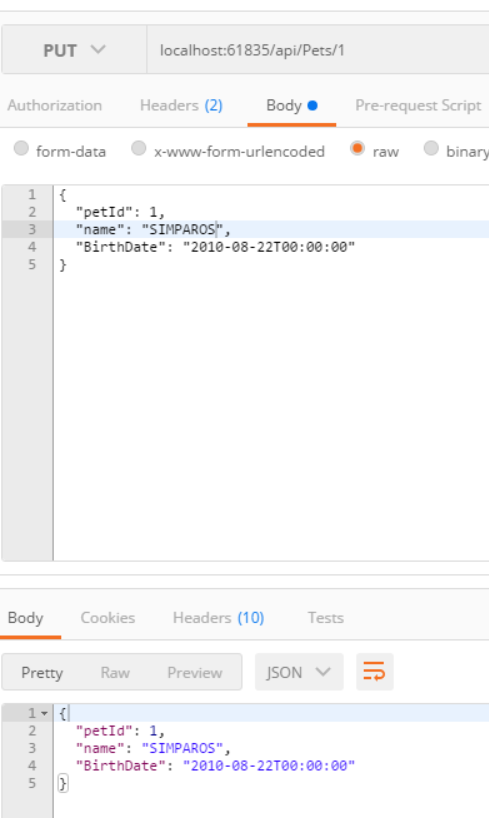 PUT localhost:61835/api/Pets/1
Authorization Headers (2) Body Pre-request Script
form-data x-www-form-urlencoded raw binary
1 {
2 "petId": 1,
3 "name": "SIMPAROS",
4 "BirthDate": "2010-08-22T00:00:00"
5 }
Body Cookies Headers (10) Tests
Pretty Raw Preview JSON
1 {
2 "petId": 1,
3 "name": "SIMPAROS",
4 "BirthDate": "2010-08-22T00:00:00"
5 }